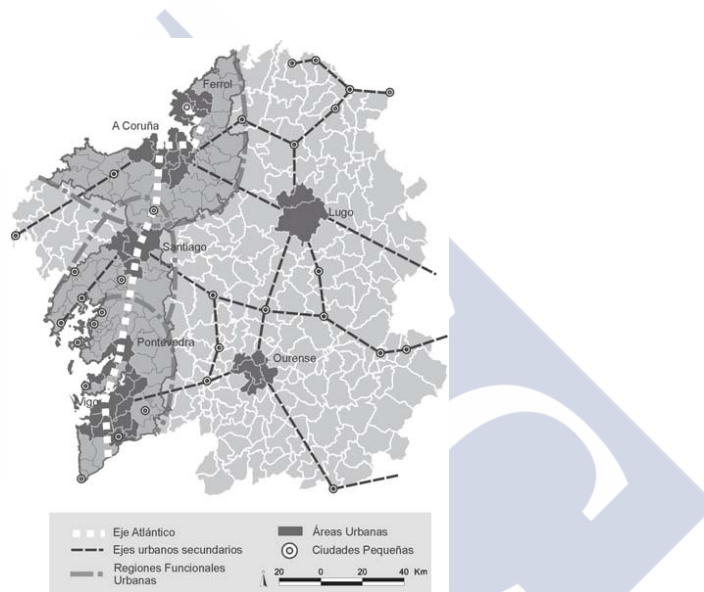 Ferrol
A Coruña
Lugo
Santiago
Pontevedra
Ourense
Vigo
Eje Atlántico
Ejes urbanos secundarios
Regiones Funcionales
Urbanas
Áreas Urbanas
Ciudades Pequeñas
20 0 20 40 Km